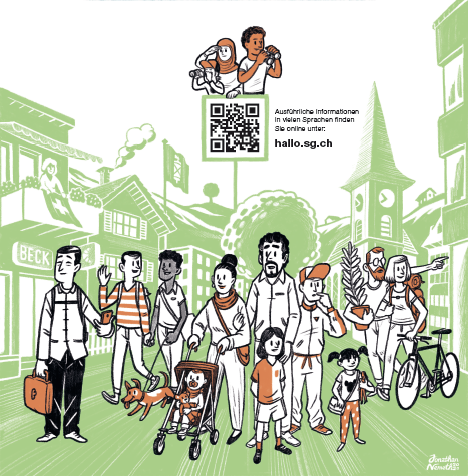 Ausführliche Informationen
in vielen Sprachen finden
Sie online unter:
hallo.sg.ch
BECK
Jonathan
Németh